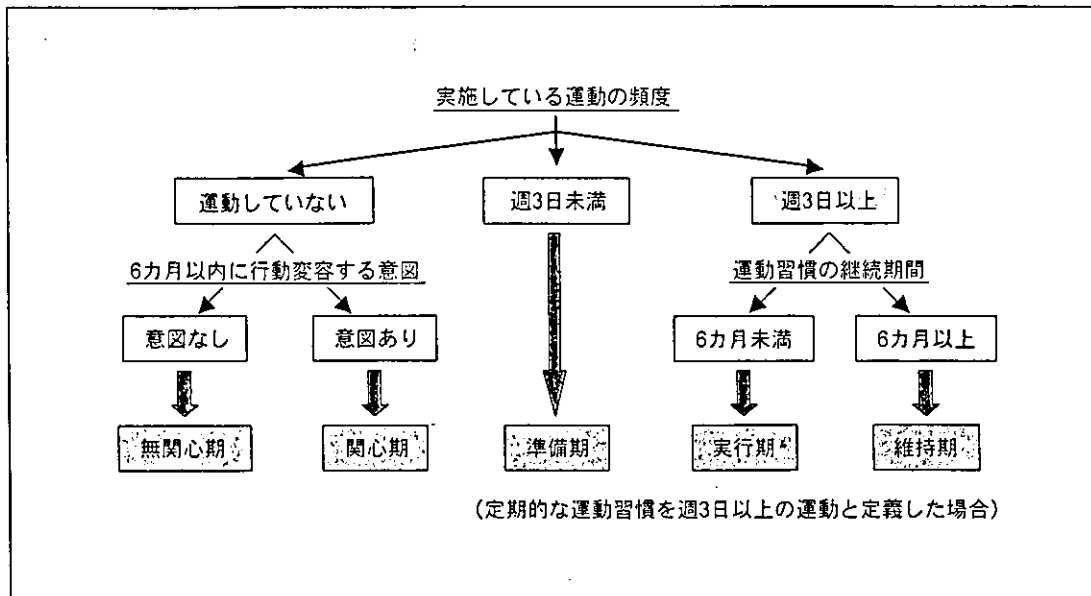 実施している運動の頻度
運動していない
週3日未満
週3日以上
6カ月以内に行動変容する意図
運動習慣の継続期間
意図なし
意図あり
6カ月未満
6カ月以上
無関心期
関心期
準備期
実行期
維持期
(定期的な運動習慣を週3日以上の運動と定義した場合)